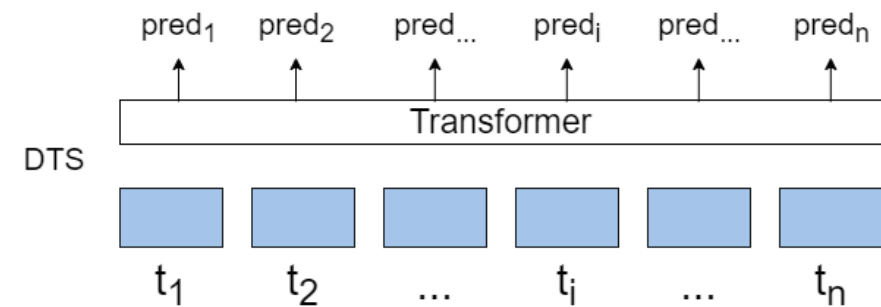 pred₁ pred₂ pred... predᵢ pred... predₙ
Transformer
DTS
t₁ t₂ ... tᵢ ... tₙ